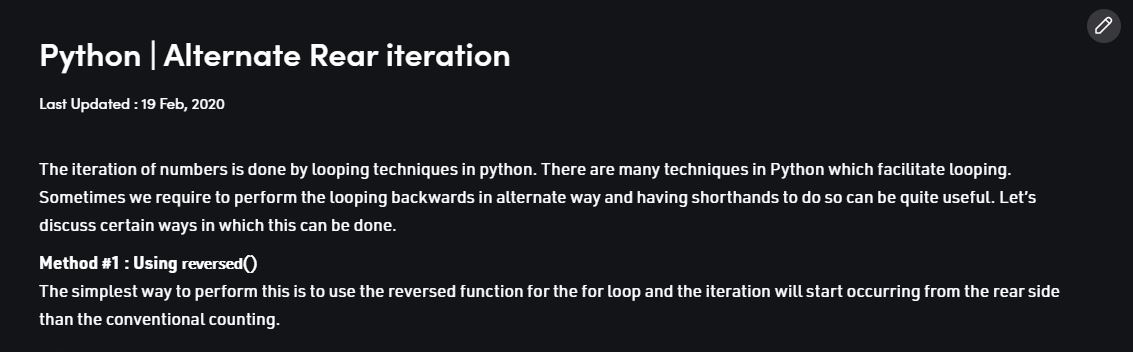 Python | Alternate Rear iteration
Last Updated : 19 Feb, 2020
The iteration of numbers is done by looping techniques in python. There are many techniques in Python which facilitate looping.
Sometimes we require to perform the looping backwards in alternate way and having shorthands to do so can be quite useful. Let’s
discuss certain ways in which this can be done.
Method #1 : Using reversed()
The simplest way to perform this is to use the reversed function for the for loop and the iteration will start occurring from the rear side
than the conventional counting.